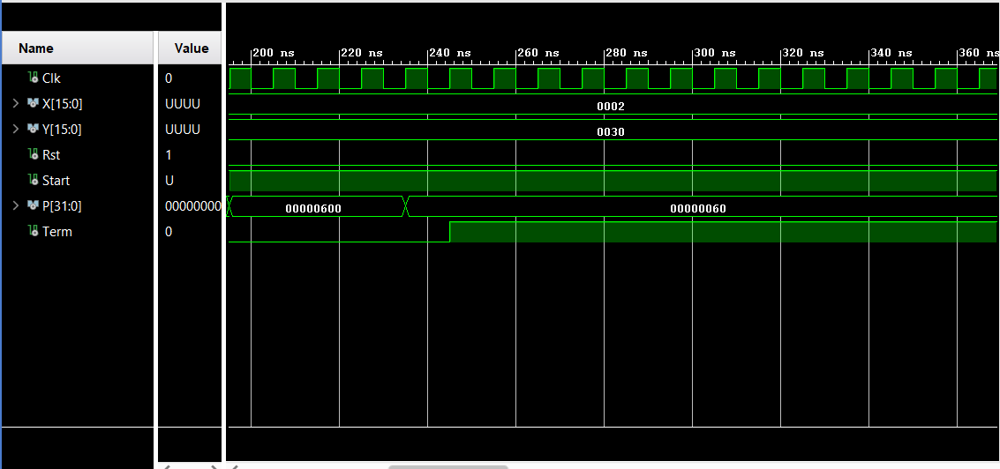 Name Value
200 ns 220 ns 240 ns 260 ns 280 ns 300 ns 320 ns 340 ns 360 ns
Clk 0
X[15:0] UUUU 0002
Y[15:0] UUUU 0030
Rst 1
Start U
P[31:0] 00000000 00000600 00000060
Term 0